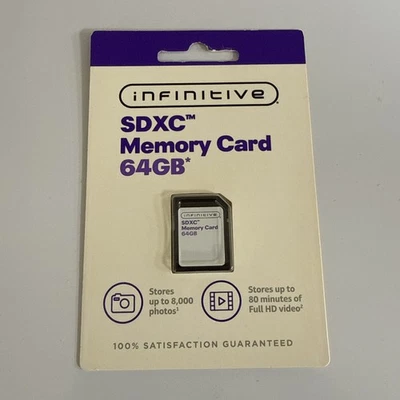 infinitive
SDXC™
Memory Card
64GB*
infinitive
SDXC™
Memory Card
64GB
Stores
up to 8,000
photos¹
Stores up to
80 minutes of
Full HD video²
100% SATISFACTION GUARANTEED